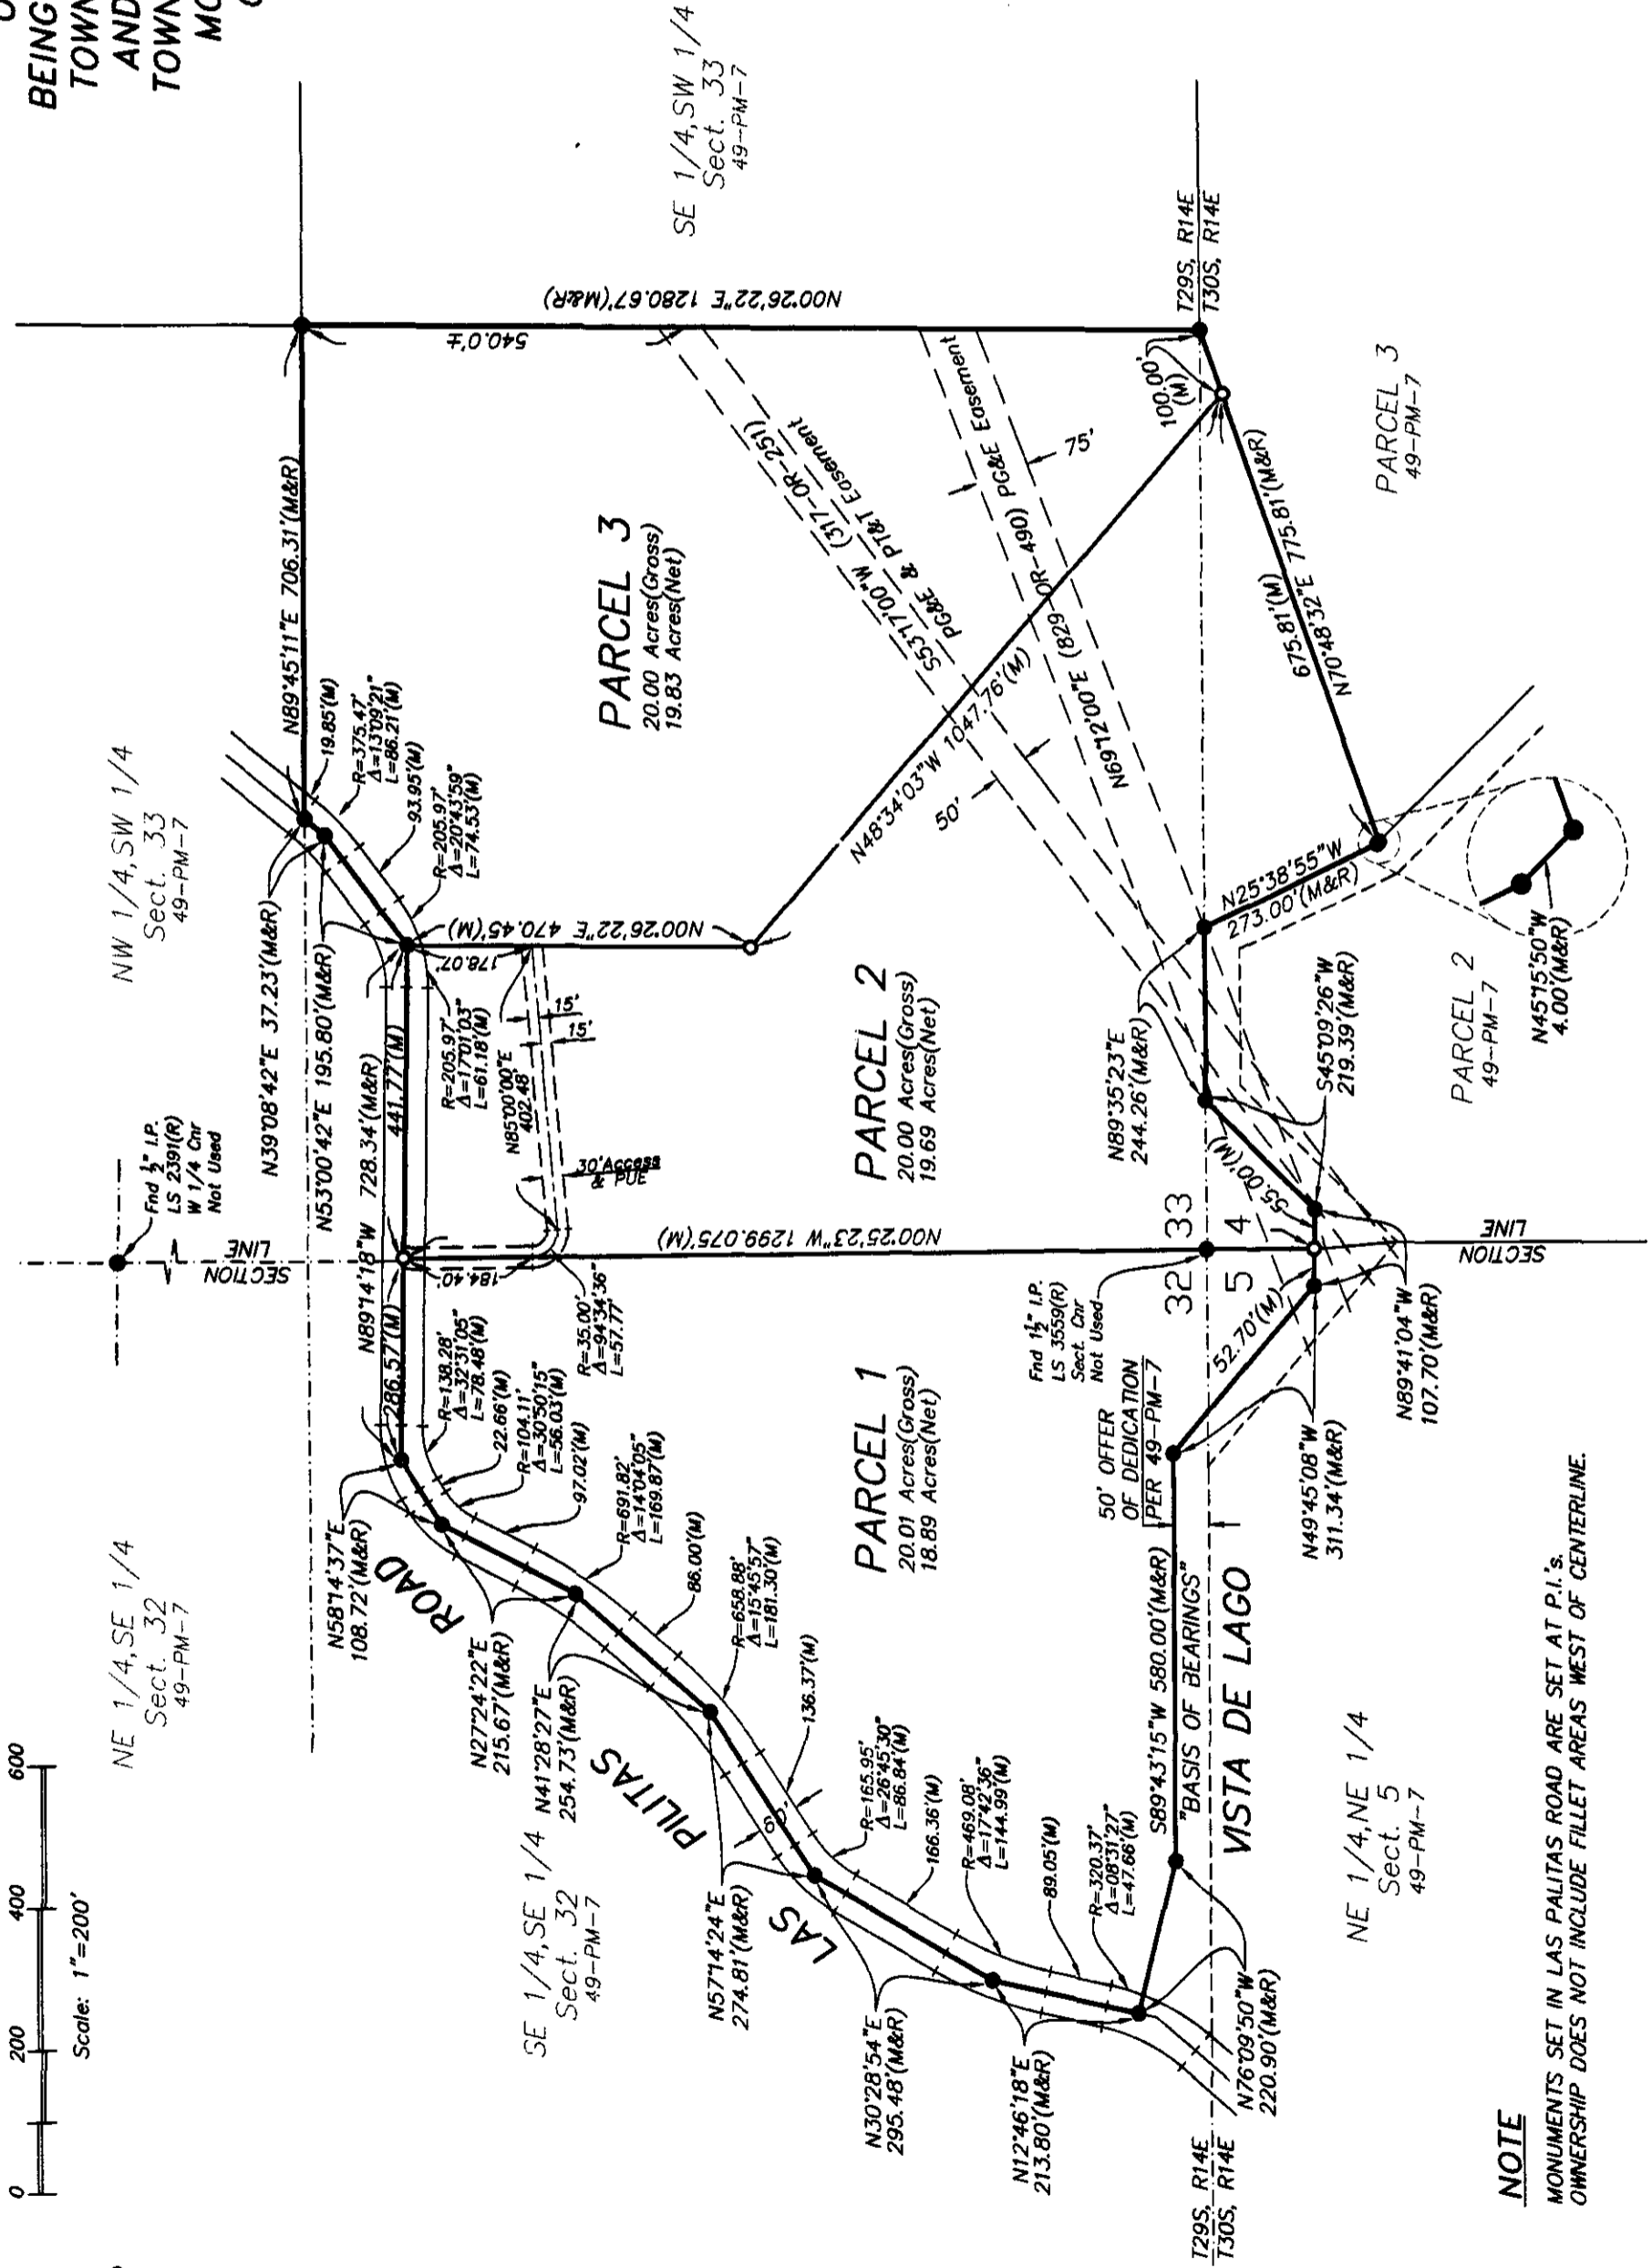 BEING
TOWN
AND
TOWN
MO
0 200 400 600
Scale: 1"=200'
NE 1/4,SE 1/4
Sect. 32
49-PM-7
NW 1/4,SW 1/4
Sect. 33
49-PM-7
SE 1/4,SW 1/4
Sect. 33
49-PM-7
SE 1/4,SE 1/4
Sect. 32
49-PM-7
Fnd ½" I.P.
LS 2391(R)
W 1/4 Cnr
Not Used
SECTION
LINE
N39°08'42"E 37.23'(M&R)
N53°00'42"E 195.80'(M&R)
N89°14'18"W 728.34'(M&R)
286.57'(M)
441.77'(M)
N89°45'11"E 706.31'(M&R)
19.85'(M)
R=375.47'
Δ=13°09'21"
L=86.21'(M)
93.95'(M)
R=205.97'
Δ=20°43'59"
L=74.53'(M)
N00°26'22"E 470.45'(M)
178.07'
R=205.97'
Δ=17°01'03"
L=61.18'(M)
N85°00'00"E
402.48'
15'
15'
30' Access
& PUE
184.40'
R=35.00'
Δ=94°34'36"
L=57.77'
N00°26'22"E 1280.67'(M&R)
540.0'±
N58°14'37"E
108.72'(M&R)
R=138.28'
Δ=32°31'05"
L=78.48'(M)
22.66'(M)
R=104.11'
Δ=30°50'15"
L=56.03'(M)
97.02'(M)
N27°24'22"E
215.67'(M&R)
R=691.82'
Δ=14°04'05"
L=169.87'(M)
N41°28'27"E
254.73'(M&R)
86.00'(M)
R=658.88'
Δ=15°45'57"
L=181.30'(M)
N57°14'24"E
274.81'(M&R)
60'
136.37'(M)
R=165.95'
Δ=26°45'30"
L=86.84'(M)
N30°28'54"E
295.48'(M&R)
166.36'(M)
R=469.08'
Δ=17°42'36"
L=144.99'(M)
N12°46'18"E
213.80'(M&R)
89.05'(M)
R=320.37'
Δ=08°31'27"
L=47.66'(M)
LAS PILITAS ROAD
PARCEL 1
20.01 Acres(Gross)
18.89 Acres(Net)
PARCEL 2
20.00 Acres(Gross)
19.69 Acres(Net)
PARCEL 3
20.00 Acres(Gross)
19.83 Acres(Net)
N00°25'23"W 1299.075'(M)
N48°34'03"W 1047.76'(M)
S53°17'00"W (317-OR-251)
PG&E & PT&T Easement
50'
N69°12'00"E (829-OR-490) PG&E Easement
75'
100.00'
(M)
T29S, R14E
T30S, R14E
675.81'(M)
N70°48'32"E 775.81'(M&R)
PARCEL 3
49-PM-7
N25°38'55"W
273.00'(M&R)
N45°15'50"W
4.00'(M&R)
PARCEL 2
49-PM-7
N89°35'23"E
244.26'(M&R)
S45°09'26"W
219.39'(M&R)
55.00'(M)
32 33
5 4
SECTION
LINE
Fnd 1½" I.P.
LS 3559(R)
Sect. Cnr
Not Used
52.70'(M)
N89°41'04"W
107.70'(M&R)
N49°45'08"W
311.34'(M&R)
50' OFFER
OF DEDICATION
PER 49-PM-7
S89°43'15"W 580.00'(M&R)
"BASIS OF BEARINGS"
VISTA DE LAGO
N76°09'50"W
220.90'(M&R)
T29S, R14E
T30S, R14E
NE 1/4,NE 1/4
Sect. 5
49-PM-7
NOTE
MONUMENTS SET IN LAS PALITAS ROAD ARE SET AT P.I.'s.
OWNERSHIP DOES NOT INCLUDE FILLET AREAS WEST OF CENTERLINE.